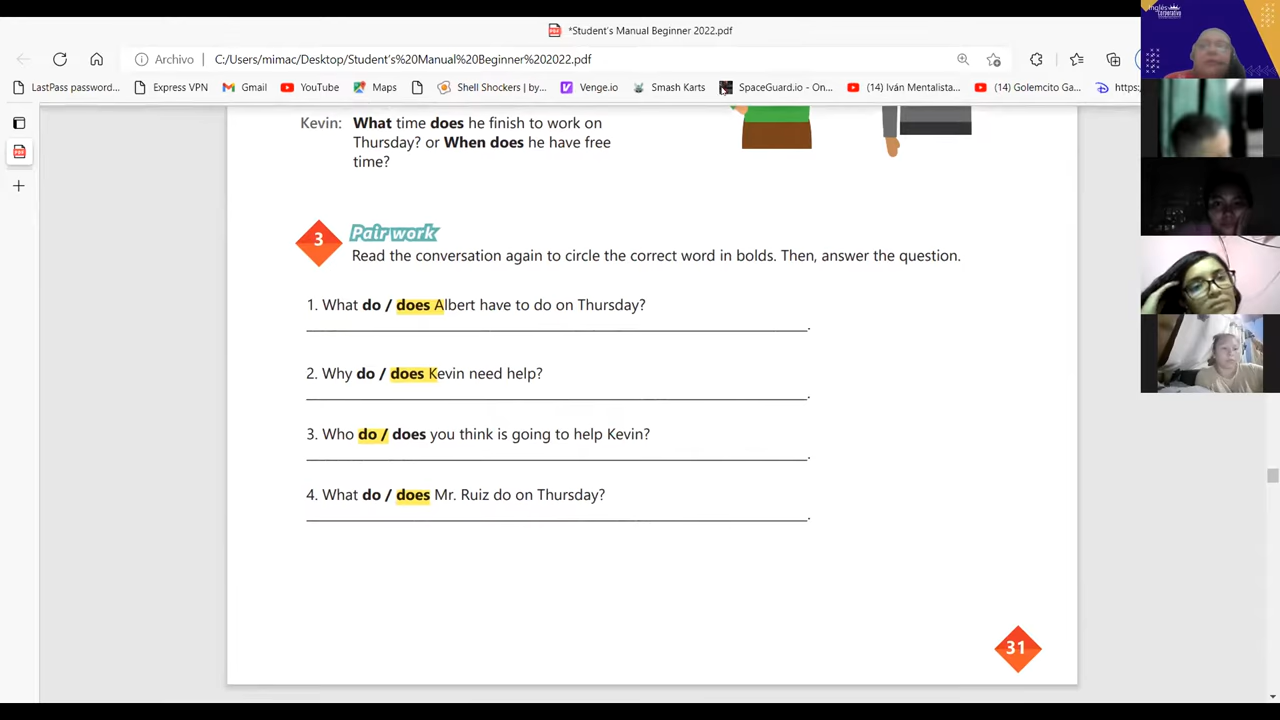 *Student's Manual Beginner 2022.pdf
Archivo C:/Users/mimac/Desktop/Student's%20Manual%20Beginner%202022.pdf
LastPass password... Express VPN Gmail YouTube Maps Shell Shockers | by... Venge.io Smash Karts SpaceGuard.io - On... (14) Iván Mentalista... (14) Golemcito Ga... https:
Inglés
Corporativo
Kevin: What time does he finish to work on
Thursday? or When does he have free
time?
3 Pair work
Read the conversation again to circle the correct word in bolds. Then, answer the question.
1. What do / does Albert have to do on Thursday?
.
2. Why do / does Kevin need help?
.
3. Who do / does you think is going to help Kevin?
.
4. What do / does Mr. Ruiz do on Thursday?
.
31